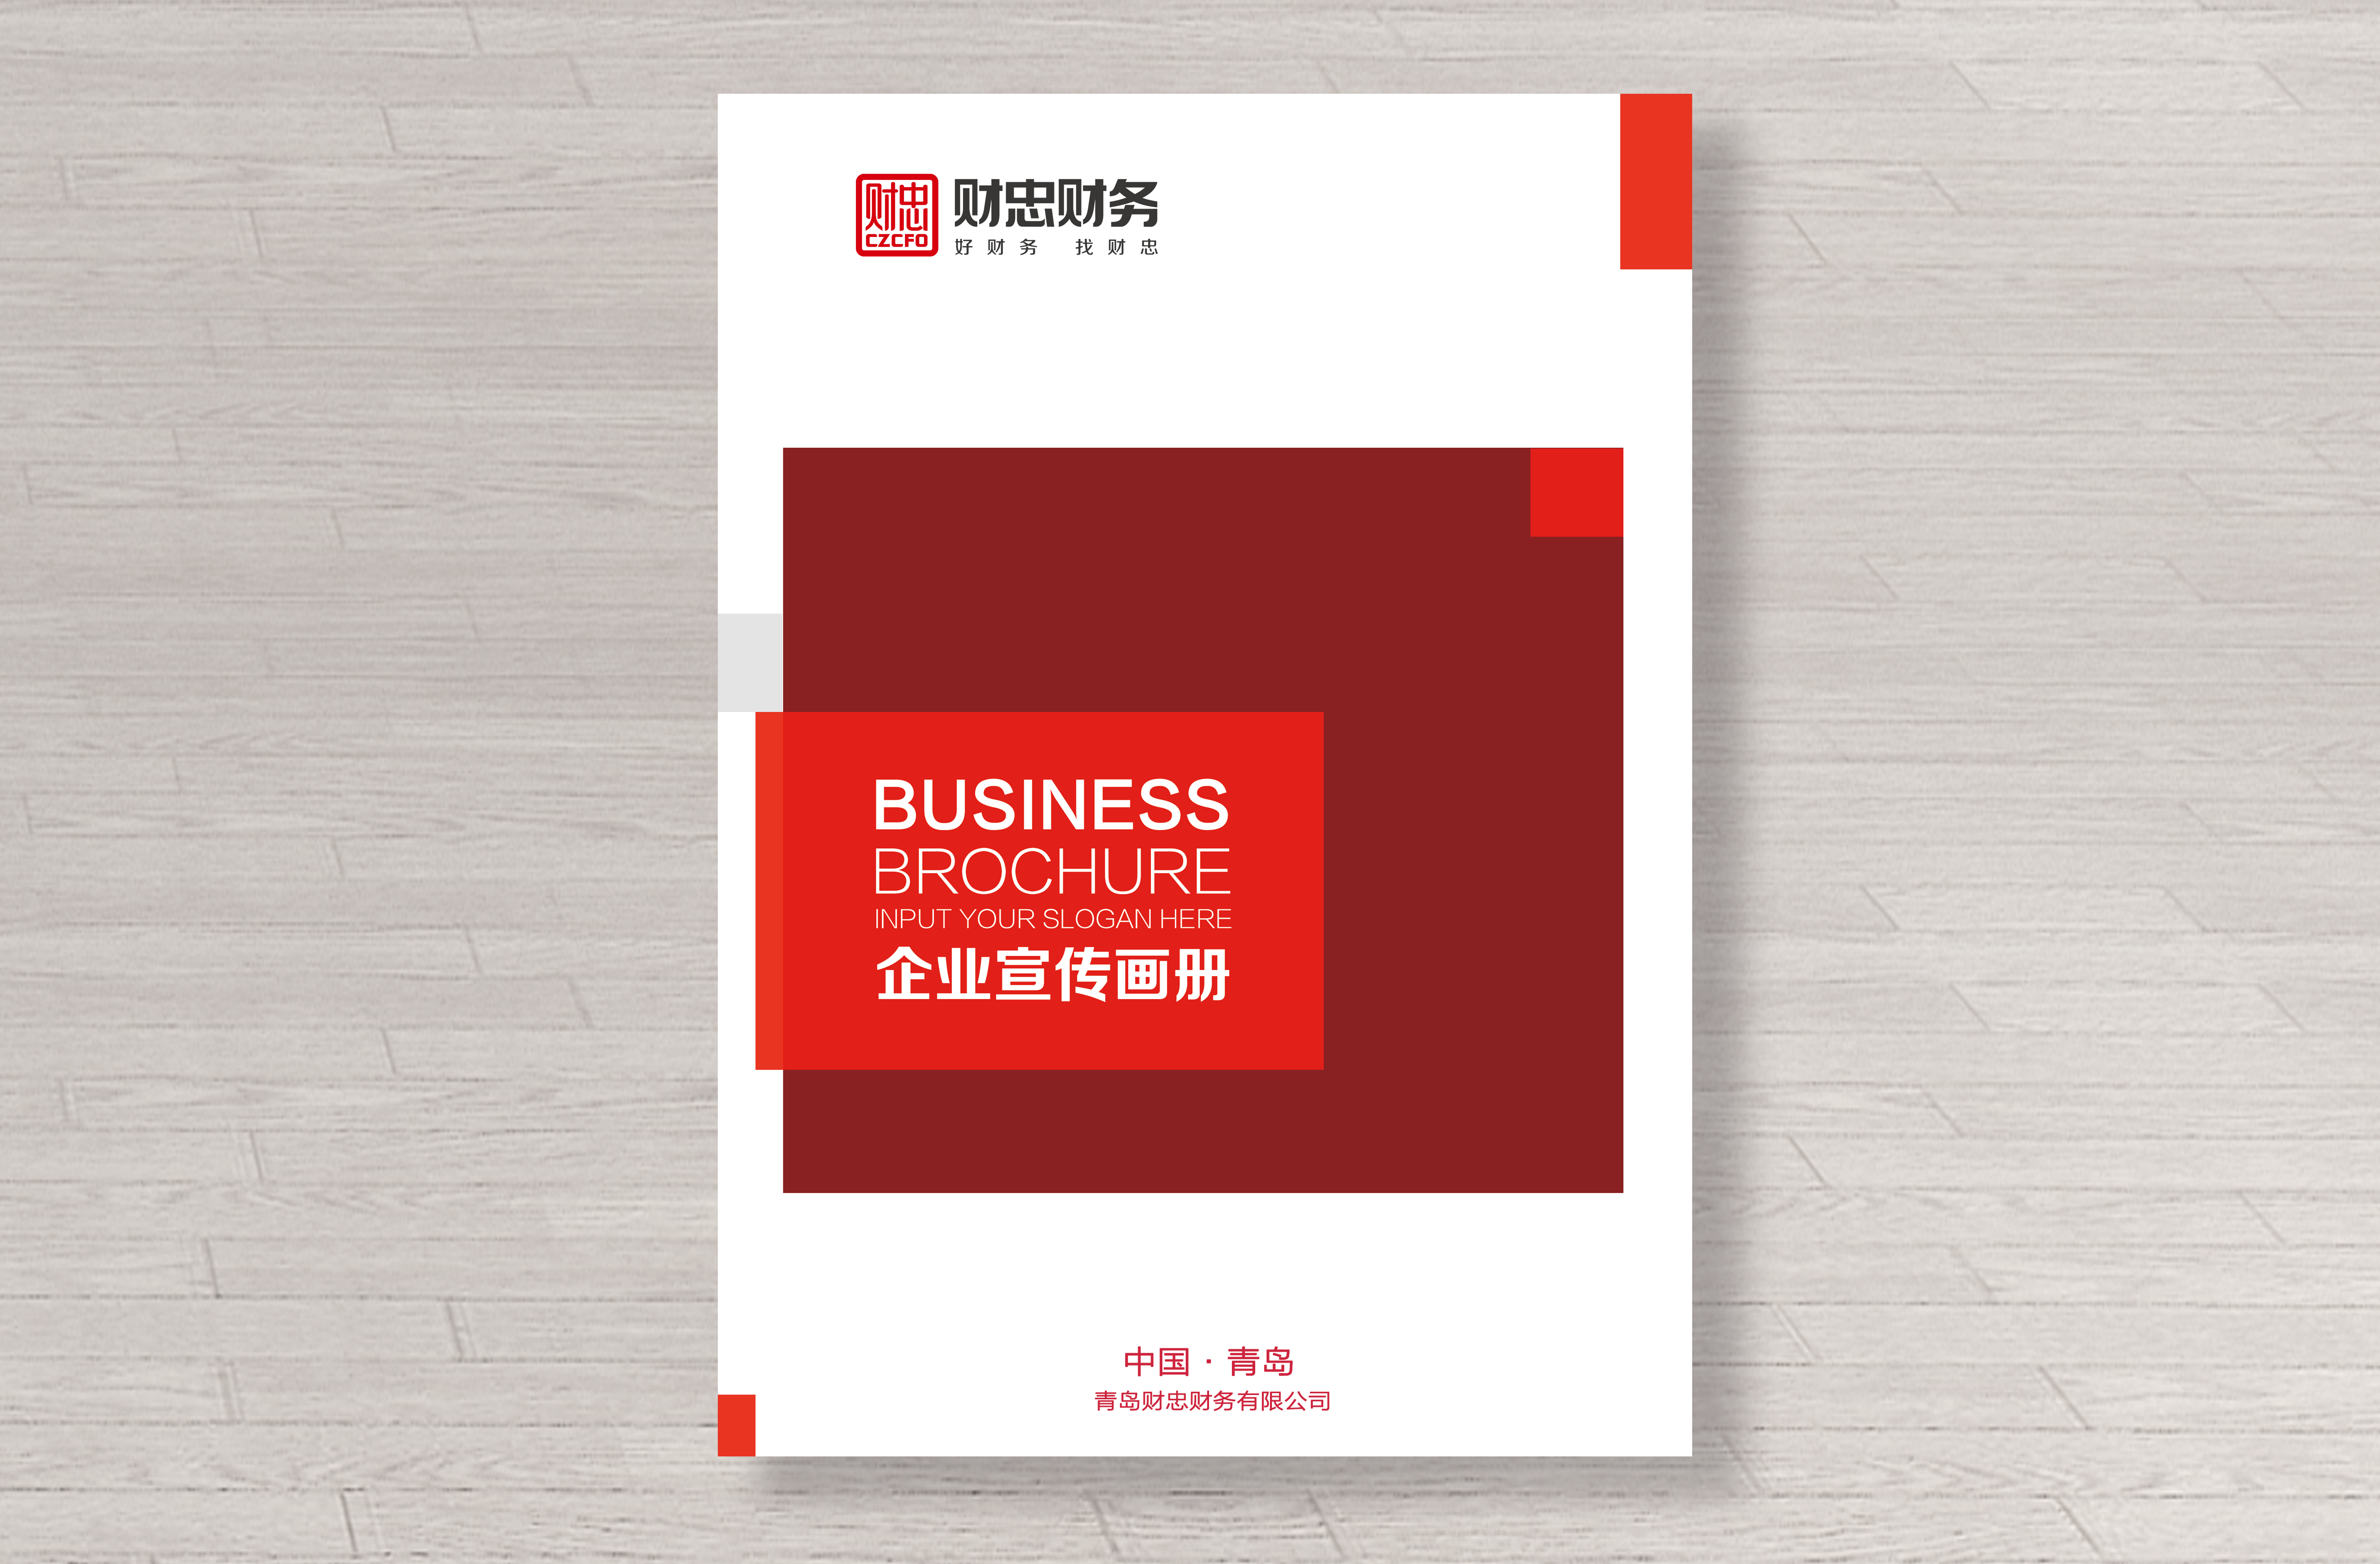 财忠
CZCFO
财忠财务
好财务 找财忠
BUSINESS
BROCHURE
INPUT YOUR SLOGAN HERE
企业宣传画册
中国·青岛
青岛财忠财务有限公司